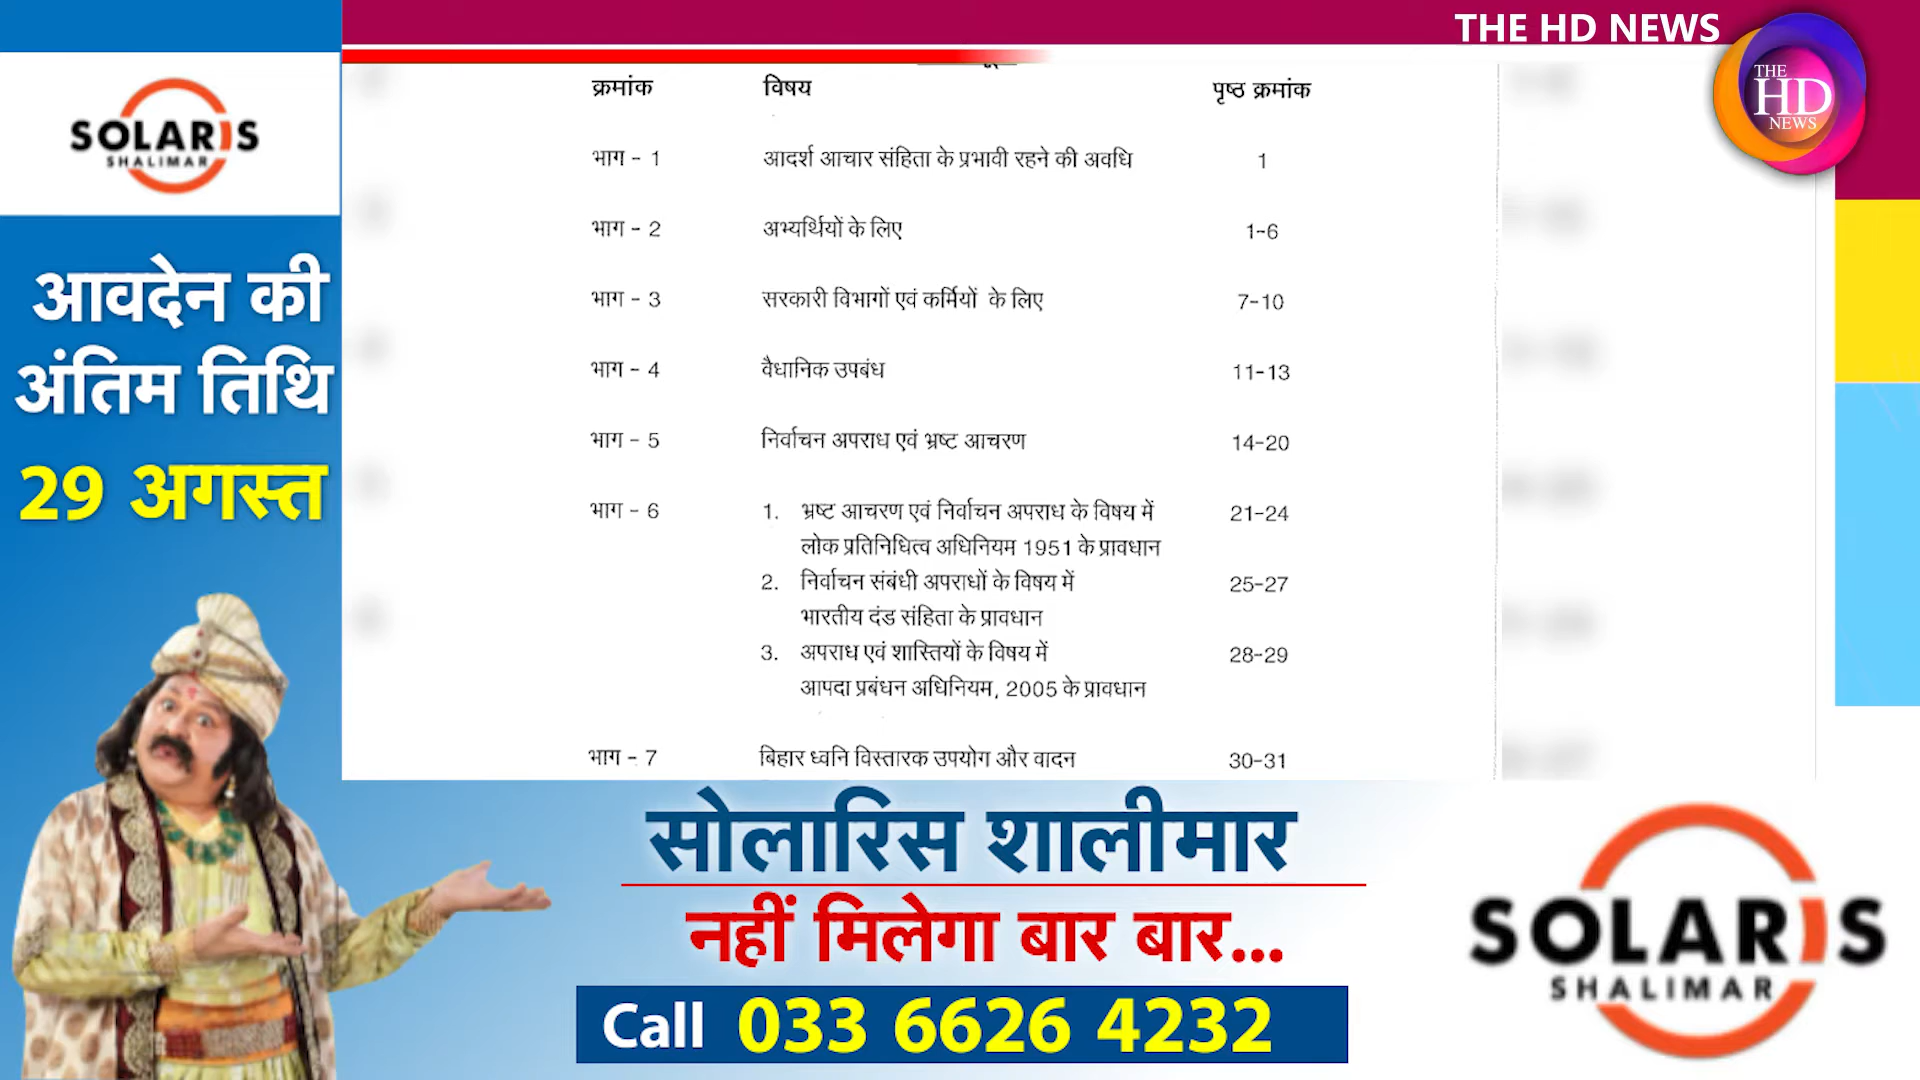 THE HD NEWS
THE
HD
NEWS
SOLARIS
SHALIMAR
आवदेन की
अंतिम तिथि
29 अगस्त
क्रमांक विषय पृष्ठ क्रमांक
भाग - 1 आदर्श आचार संहिता के प्रभावी रहने की अवधि 1
भाग - 2 अभ्यर्थियों के लिए 1-6
भाग - 3 सरकारी विभागों एवं कर्मियों के लिए 7-10
भाग - 4 वैधानिक उपबंध 11-13
भाग - 5 निर्वाचन अपराध एवं भ्रष्ट आचरण 14-20
भाग - 6 1. भ्रष्ट आचरण एवं निर्वाचन अपराध के विषय में 21-24
लोक प्रतिनिधित्व अधिनियम 1951 के प्रावधान
2. निर्वाचन संबंधी अपराधों के विषय में 25-27
भारतीय दंड संहिता के प्रावधान
3. अपराध एवं शास्तियों के विषय में 28-29
आपदा प्रबंधन अधिनियम, 2005 के प्रावधान
भाग - 7 बिहार ध्वनि विस्तारक उपयोग और वादन 30-31
सोलारिस शालीमार
नहीं मिलेगा बार बार...
Call 033 6626 4232
SOLARIS
SHALIMAR